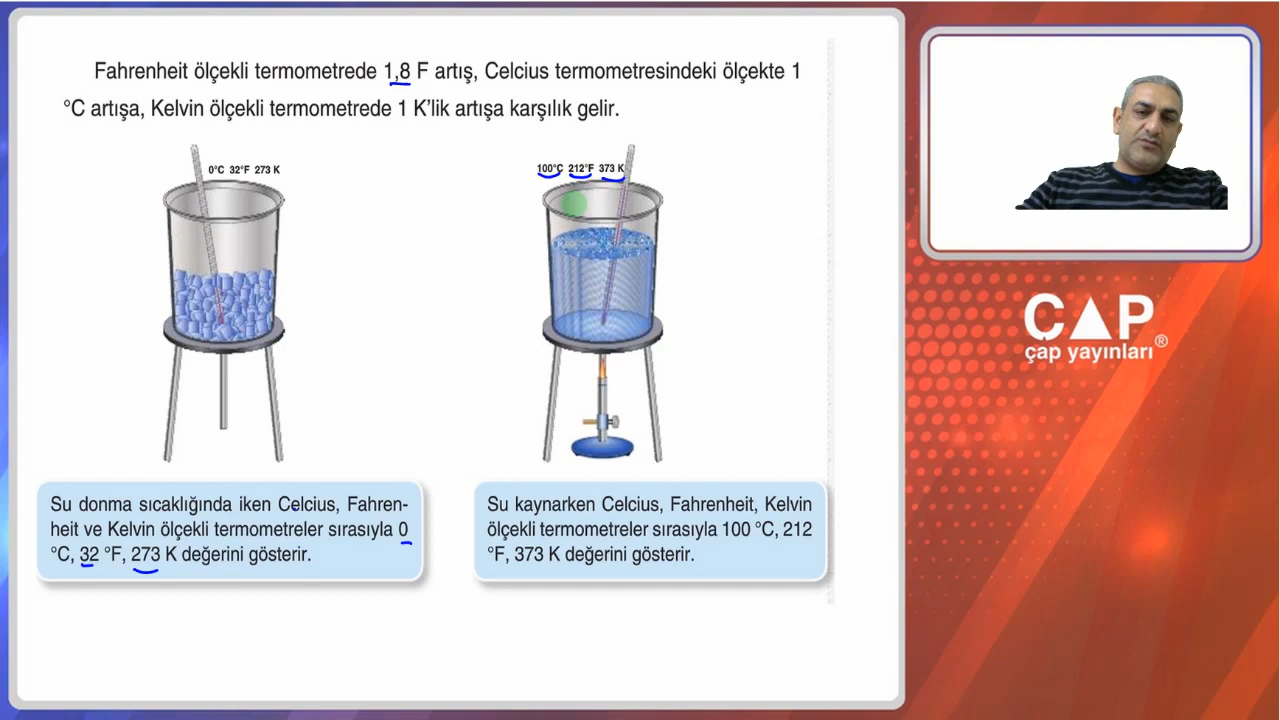 Fahrenheit ölçekli termometrede 1,8 F artış, Celcius termometresindeki ölçekte 1
°C artışa, Kelvin ölçekli termometrede 1 K'lik artışa karşılık gelir.
0°C 32°F 273 K
100°C 212°F 373 K
Su donma sıcaklığında iken Celcius, Fahren-
heit ve Kelvin ölçekli termometreler sırasıyla 0
°C, 32 °F, 273 K değerini gösterir.
Su kaynarken Celcius, Fahrenheit, Kelvin
ölçekli termometreler sırasıyla 100 °C, 212
°F, 373 K değerini gösterir.
ÇAP
çap yayınları®